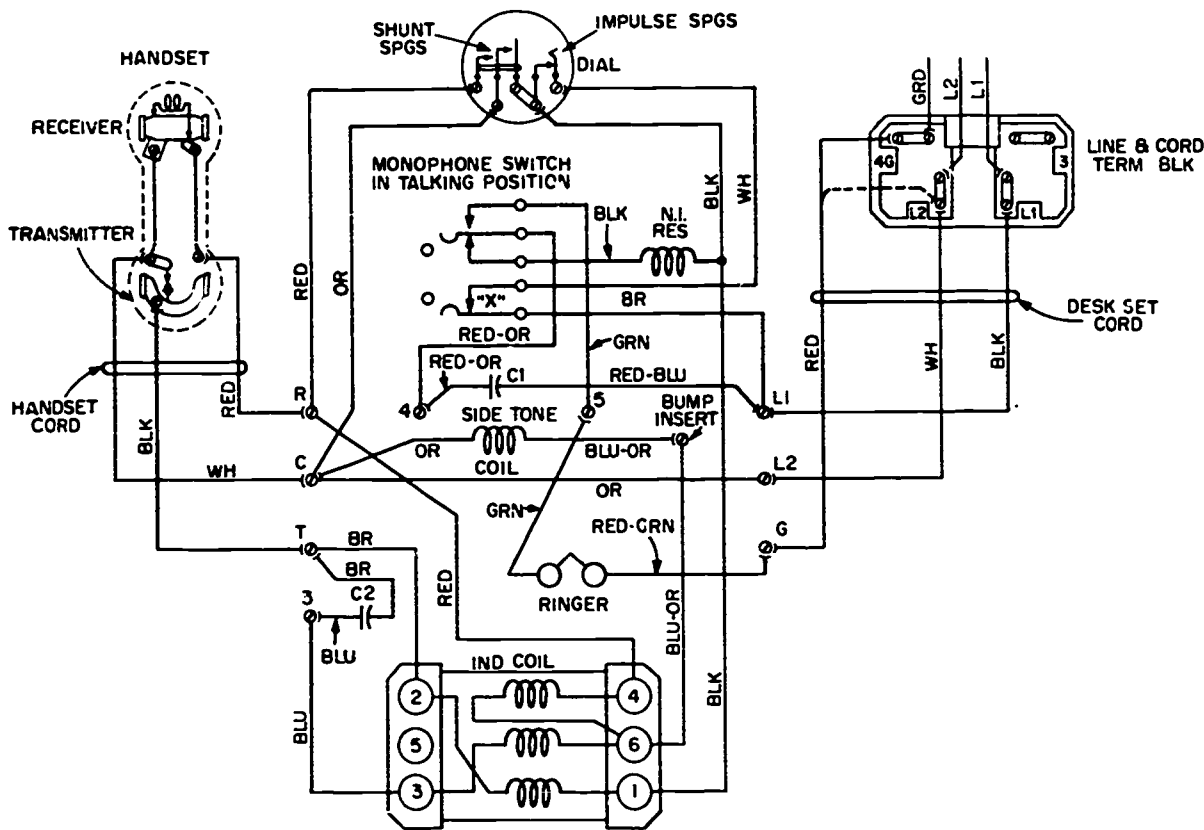 SHUNT
SPGS
IMPULSE SPGS
DIAL
HANDSET
RECEIVER
TRANSMITTER
HANDSET
CORD
MONOPHONE SWITCH
IN TALKING POSITION
BLK
N.I.
RES
BLK
WH
RED
OR
"X"
BR
RED-OR
RED-OR
GRN
C1
RED-BLU
GRD
L2
L1
4G
3
L2
L1
LINE & CORD
TERM BLK
DESK SET
CORD
RED
WH
BLK
BLK
RED
R
4
5
L1
SIDE TONE
COIL
BUMP
INSERT
OR
BLU-OR
WH
C
OR
L2
GRN
RED-GRN
G
T
BR
BR
C2
3
BLU
RED
RINGER
BLU-OR
BLK
IND COIL
BLU
2
5
3
4
6
1